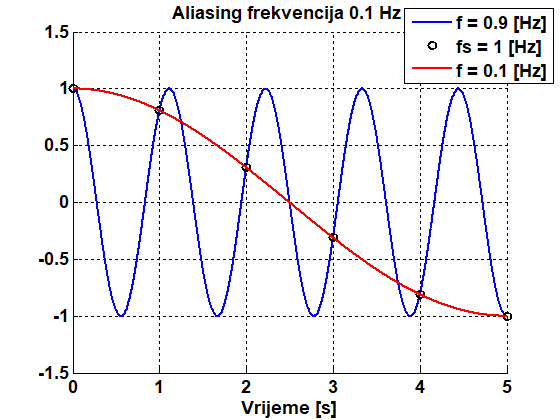 Aliasing frekvencija 0.1 Hz
f = 0.9 [Hz]
fs = 1 [Hz]
f = 0.1 [Hz]
1.5
1
0.5
0
-0.5
-1
-1.5
0 1 2 3 4 5
Vrijeme [s]